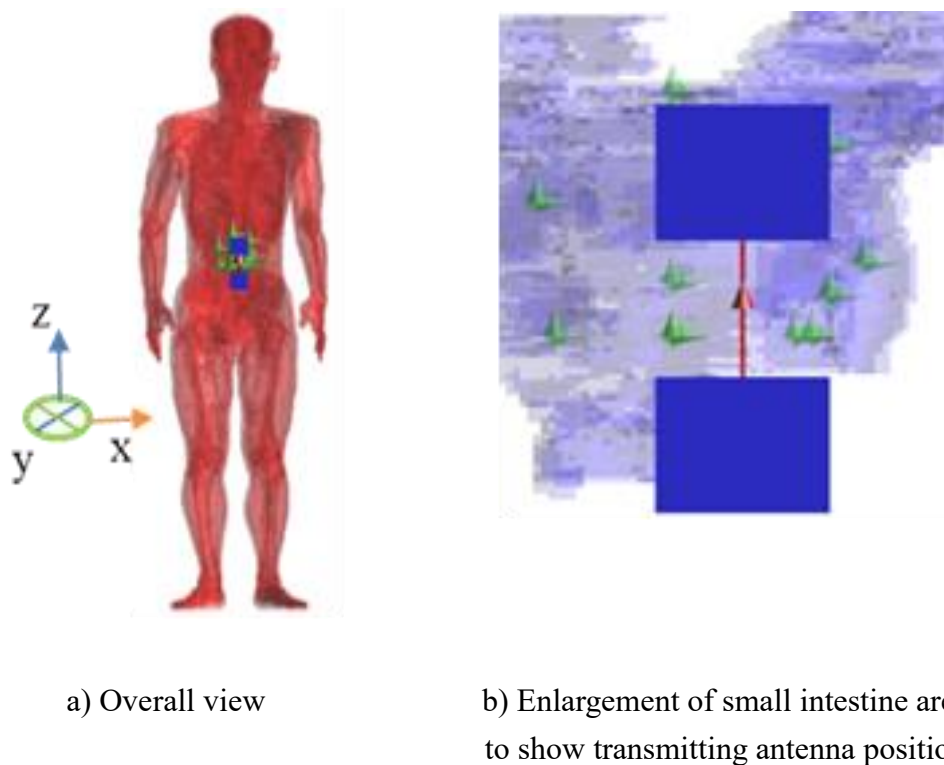 z
y
x
a) Overall view
b) Enlargement of small intestine are
to show transmitting antenna positio